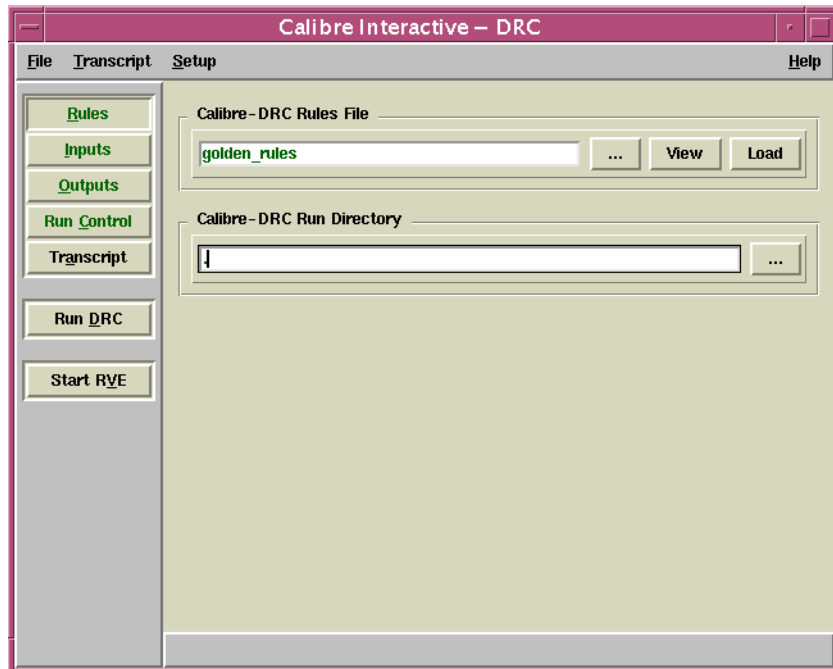 Calibre Interactive – DRC
File Transcript Setup Help
Rules
Inputs
Outputs
Run Control
Transcript
Run DRC
Start RVE
Calibre-DRC Rules File
golden_rules ... View Load
Calibre-DRC Run Directory
. ...